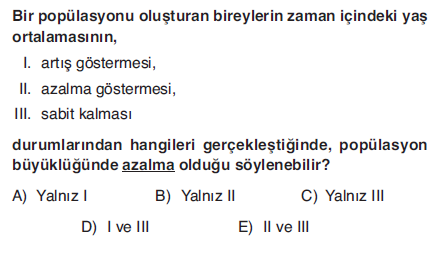 Bir popülasyonu oluşturan bireylerin zaman içindeki yaş
ortalamasının,
I. artış göstermesi,
II. azalma göstermesi,
III. sabit kalması
durumlarından hangileri gerçekleştiğinde, popülasyon
büyüklüğünde azalma olduğu söylenebilir?
A) Yalnız I B) Yalnız II C) Yalnız III
D) I ve III E) II ve III